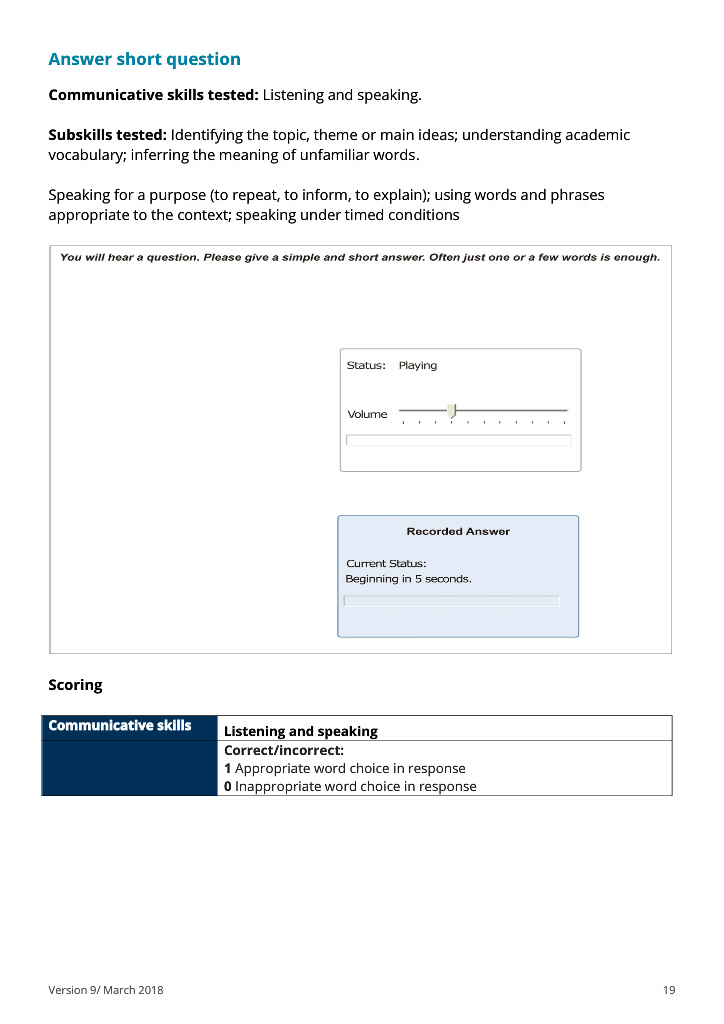 Answer short question
Communicative skills tested: Listening and speaking.
Subskills tested: Identifying the topic, theme or main ideas; understanding academic
vocabulary; inferring the meaning of unfamiliar words.
Speaking for a purpose (to repeat, to inform, to explain); using words and phrases
appropriate to the context; speaking under timed conditions
You will hear a question. Please give a simple and short answer. Often just one or a few words is enough.
Status: Playing
Volume
Recorded Answer
Current Status:
Beginning in 5 seconds.
Scoring
Communicative skills
Listening and speaking
Correct/incorrect:
1 Appropriate word choice in response
0 Inappropriate word choice in response
Version 9/ March 2018
19